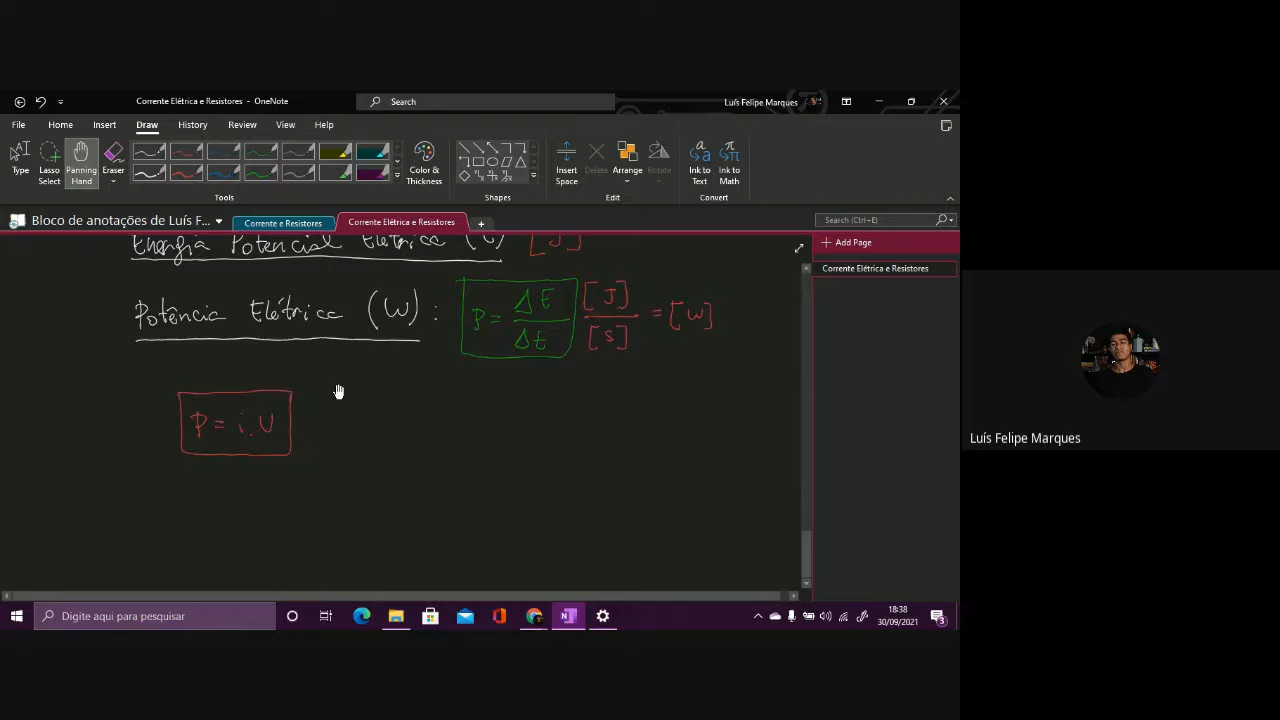 Corrente Elétrica e Resistores - OneNote
Search
Luís Felipe Marques
File Home Insert Draw History Review View Help
Type
Lasso Select
Panning Hand
Eraser
Color & Thickness
Insert Space
Delete
Arrange
Rotate
Ink to Text
Ink to Math
Tools
Shapes
Edit
Convert
Bloco de anotações de Luís F...
Corrente e Resistores
Corrente Elétrica e Resistores
+
Search (Ctrl+E)
+ Add Page
Corrente Elétrica e Resistores
Energia Potencial Elétrica [J]
Potência Elétrica (W) : P = ΔE/Δt [J]/[s] = [W]
P = i.U
Luís Felipe Marques
Digite aqui para pesquisar
18:38
30/09/2021
3